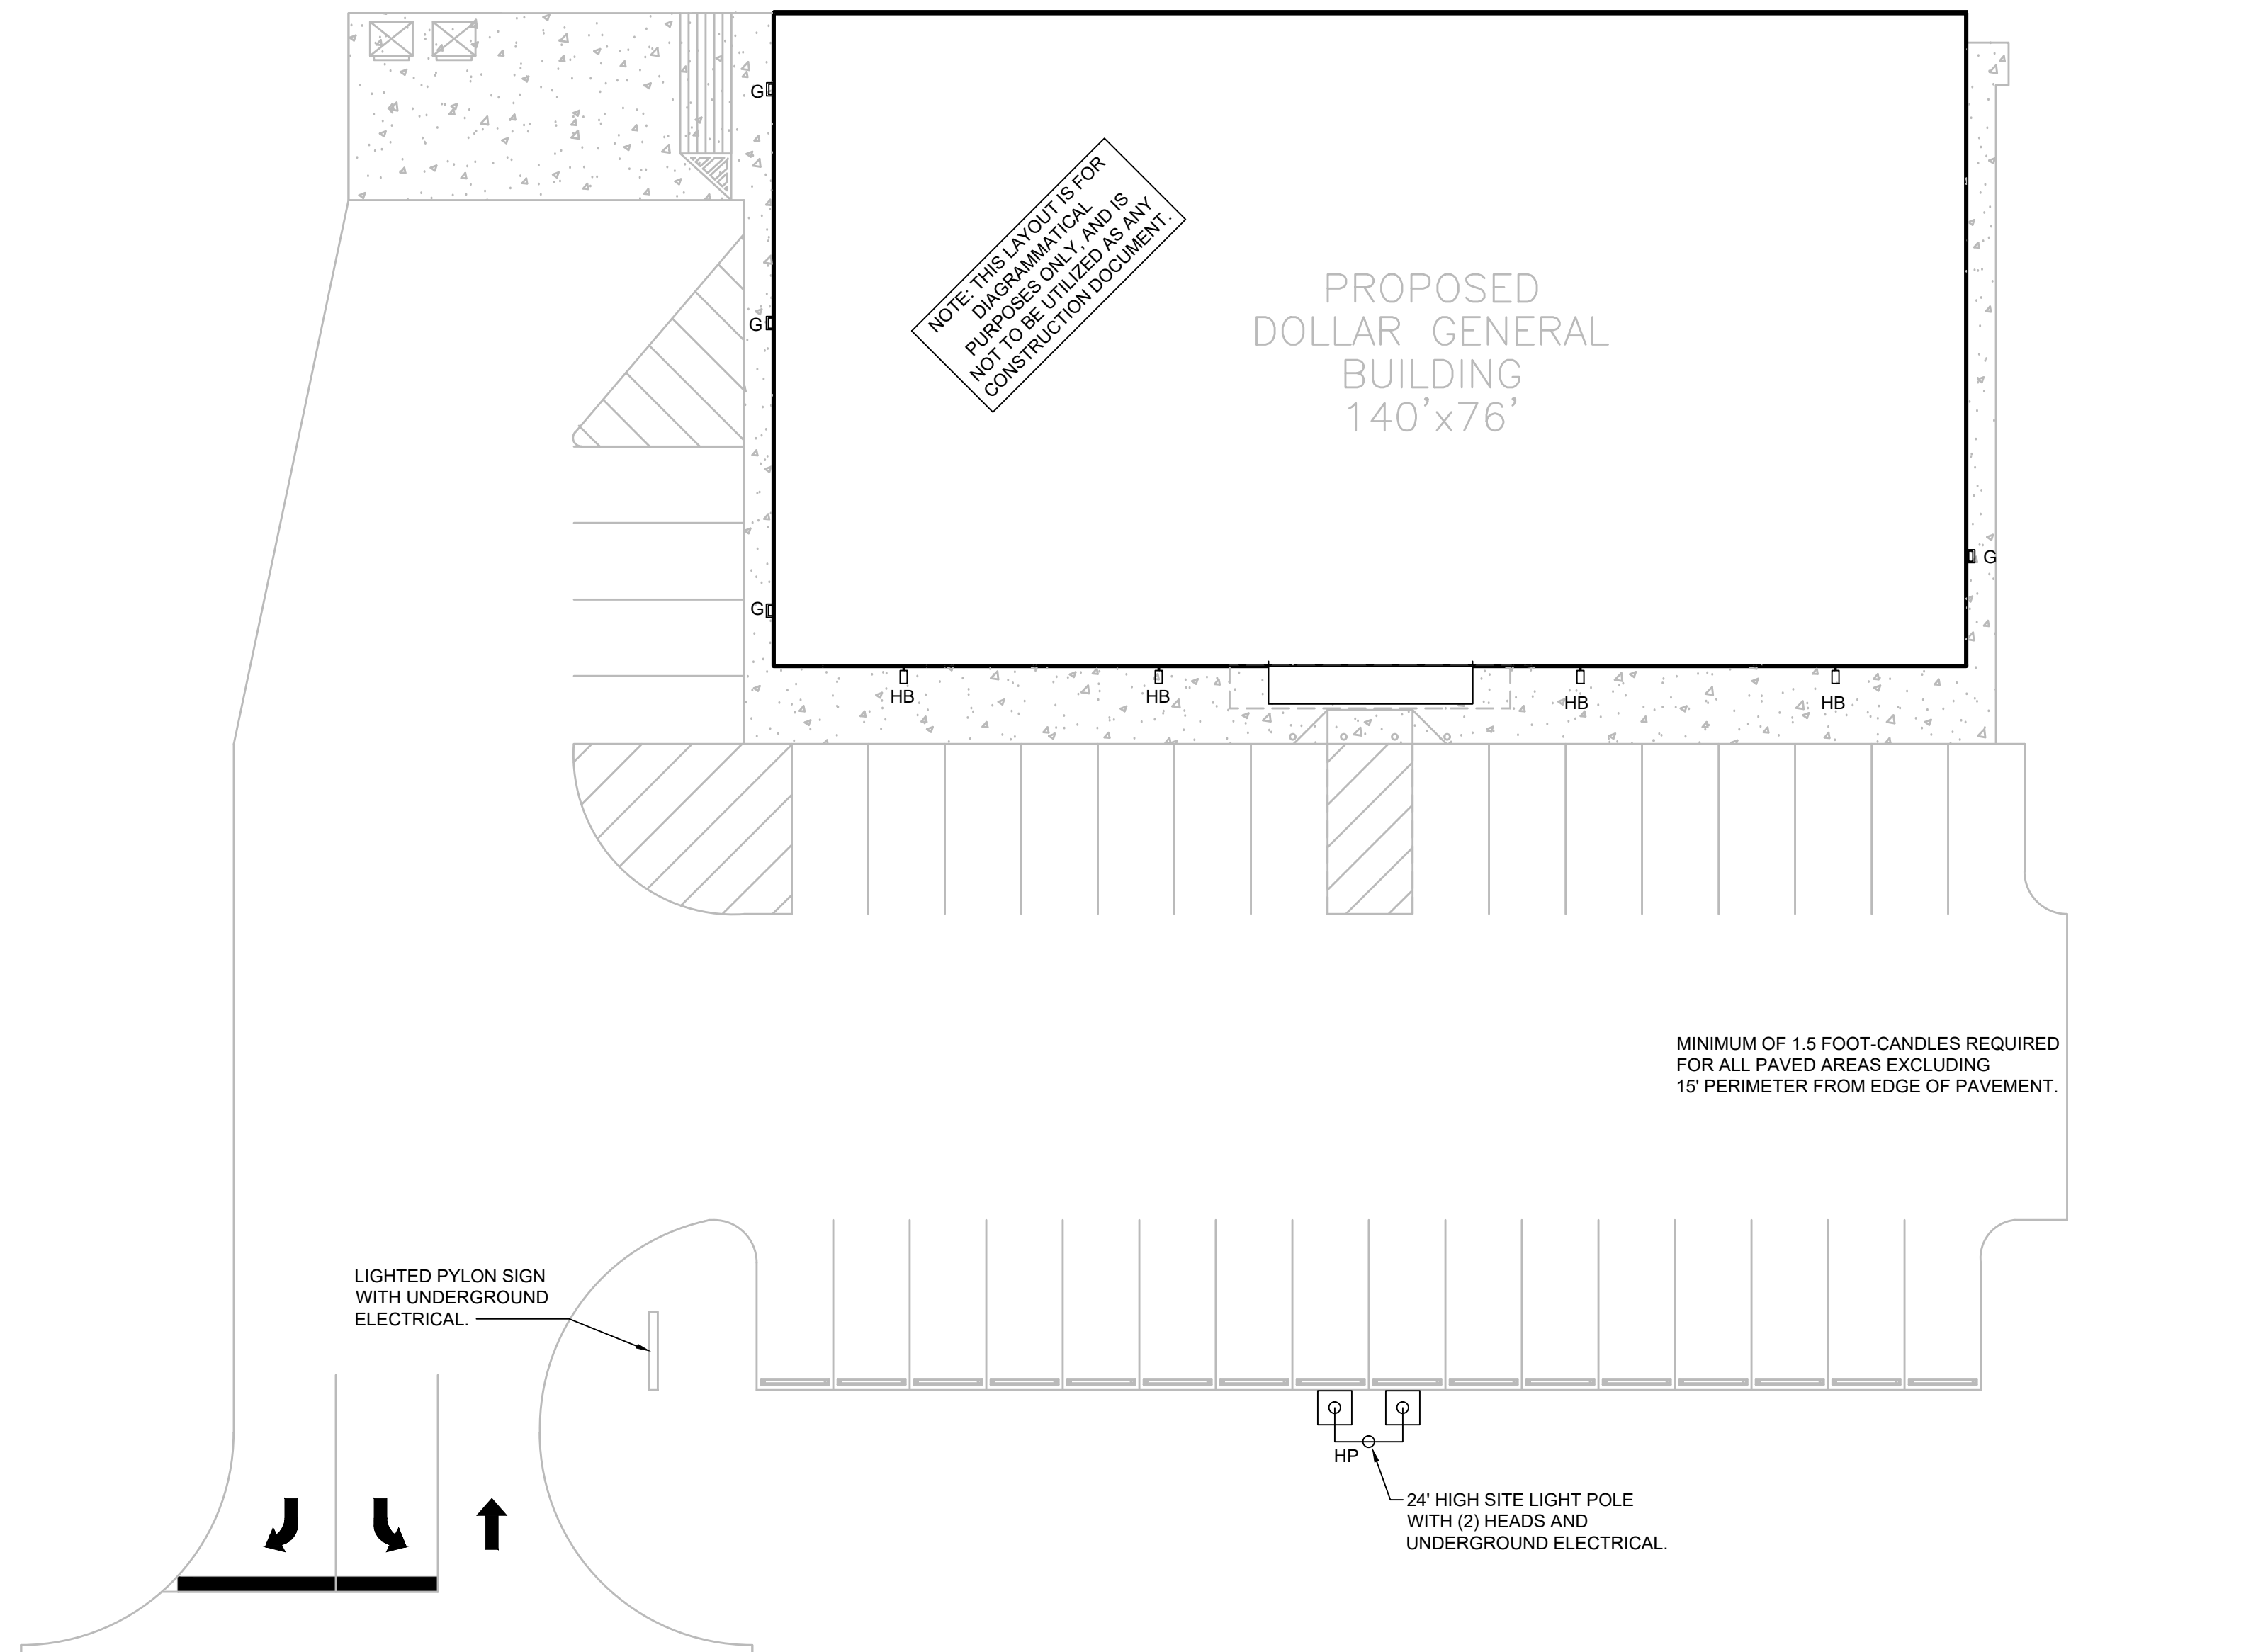 G
NOTE: THIS LAYOUT IS FOR
DIAGRAMMATICAL
PURPOSES ONLY, AND IS
NOT TO BE UTILIZED AS ANY
CONSTRUCTION DOCUMENT.
PROPOSED
DOLLAR GENERAL
BUILDING
140'x76'
G
G
G
HB
HB
HB
HB
MINIMUM OF 1.5 FOOT-CANDLES REQUIRED
FOR ALL PAVED AREAS EXCLUDING
15' PERIMETER FROM EDGE OF PAVEMENT.
LIGHTED PYLON SIGN
WITH UNDERGROUND
ELECTRICAL.
HP
24' HIGH SITE LIGHT POLE
WITH (2) HEADS AND
UNDERGROUND ELECTRICAL.